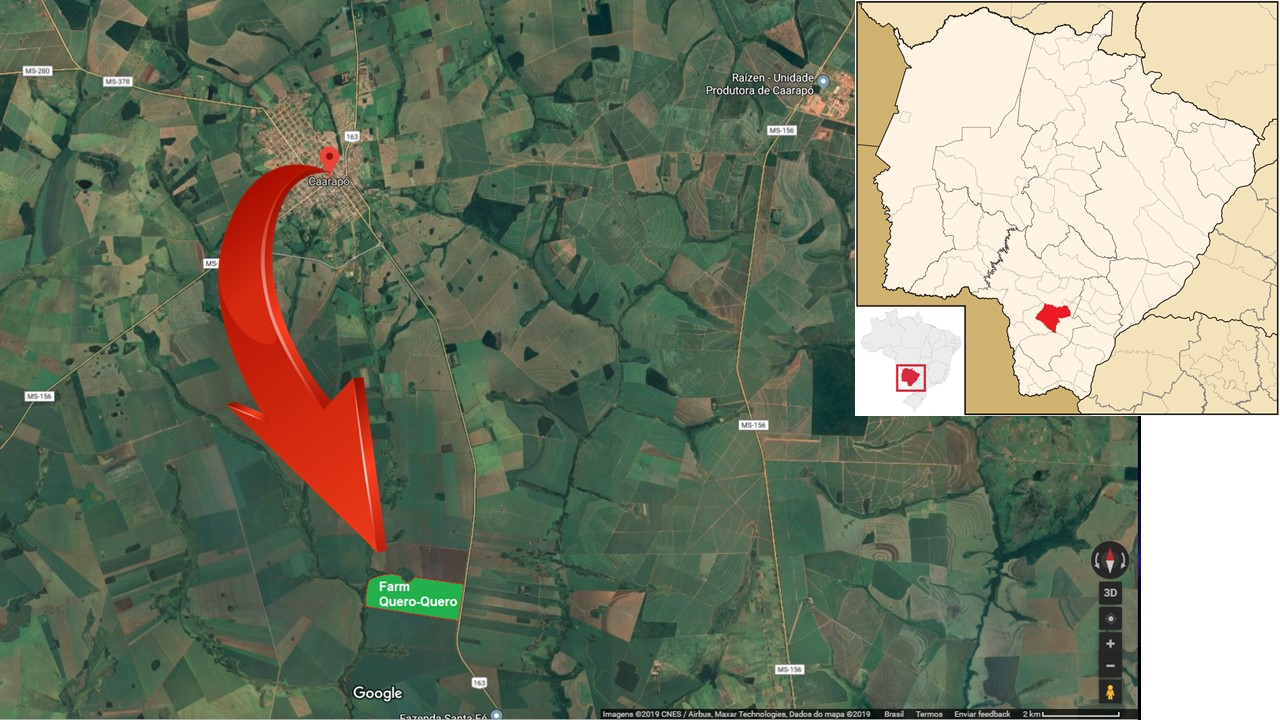 MS-280
MS-378
Raízen - Unidade
Produtora de Caarapó
163
MS-156
Caarapó
MS-
MS-156
MS-156
Farm
Quero-Quero
MS-156
163
Google
Fazenda Santa Fé
Imagens ©2019 CNES / Airbus, Maxar Technologies, Dados do mapa ©2019 Brasil Termos Enviar feedback 2 km
3D